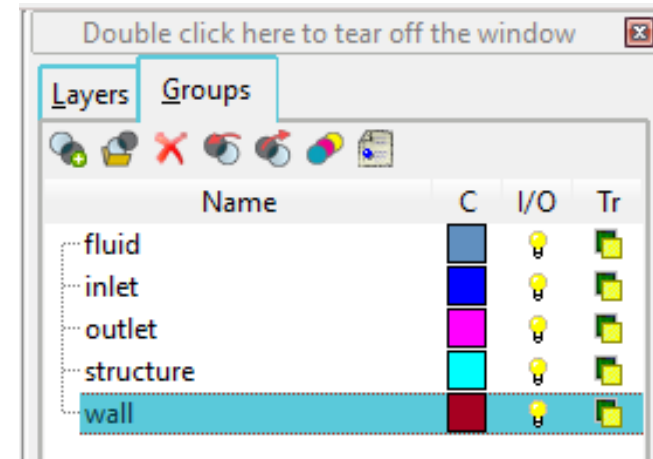 Double click here to tear off the window
Layers Groups
Name C I/O Tr
fluid
inlet
outlet
structure
wall